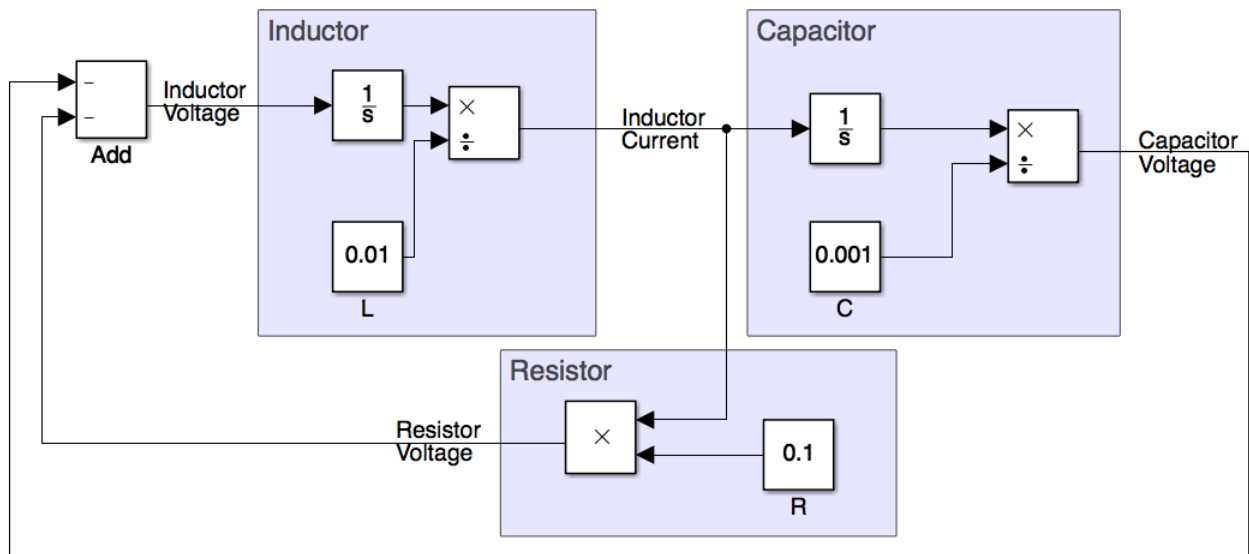 Inductor
Capacitor
−
−
Add
Inductor
Voltage
1
s
×
÷
0.01
L
Inductor
Current
1
s
×
÷
0.001
C
Capacitor
Voltage
Resistor
Resistor
Voltage
×
0.1
R